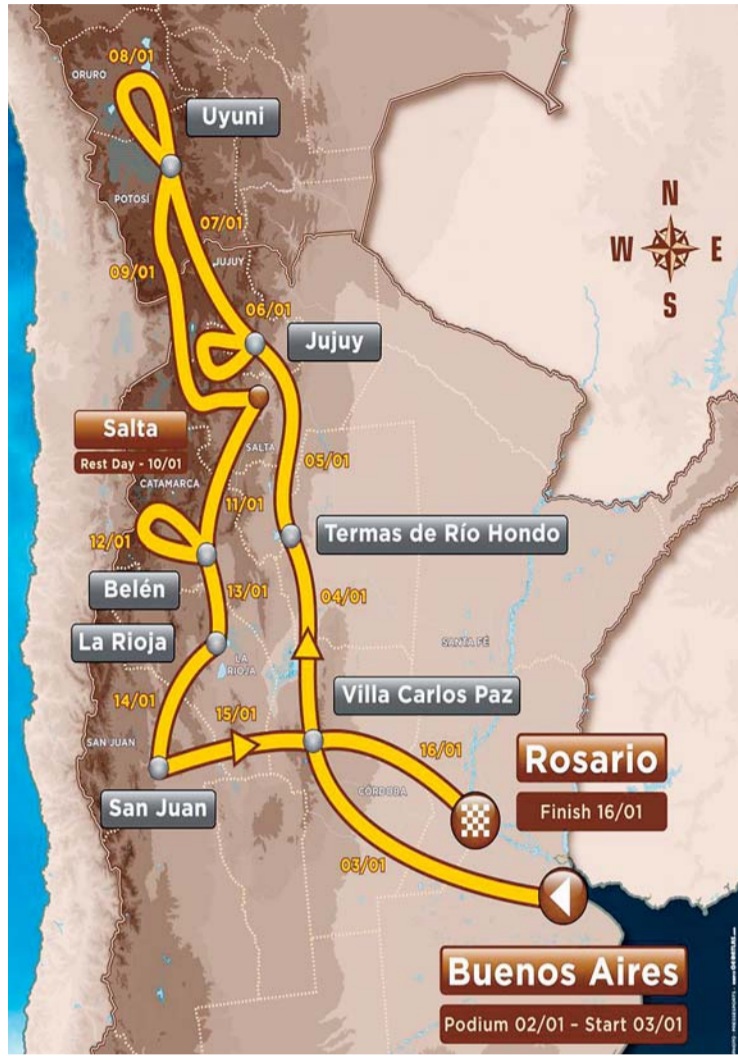 08/01
ORURO
Uyuni
POTOSÍ
07/01
09/01
JUJUY
N
W
E
S
06/01
Jujuy
Salta
Rest Day - 10/01
SALTA
05/01
CATAMARCA
11/01
12/01
Termas de Río Hondo
Belén
13/01
04/01
La Rioja
LA
RIOJA
SANTA FÉ
14/01
15/01
Villa Carlos Paz
SAN JUAN
16/01
San Juan
CÓRDOBA
Rosario
Finish 16/01
03/01
Buenos Aires
Podium 02/01 - Start 03/01